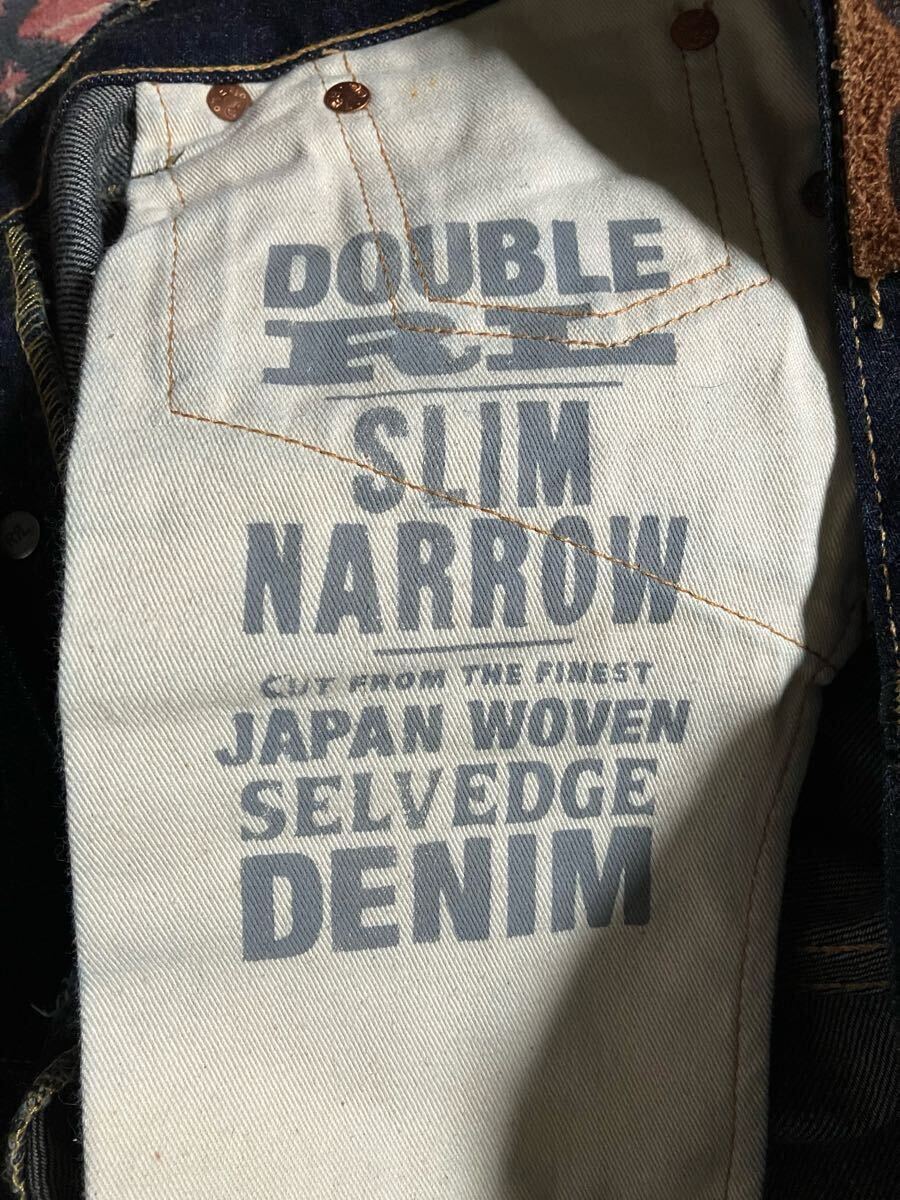 DOUBLE
RL
SLIM
NARROW
CUT FROM THE FINEST
JAPAN WOVEN
SELVEDGE
DENIM